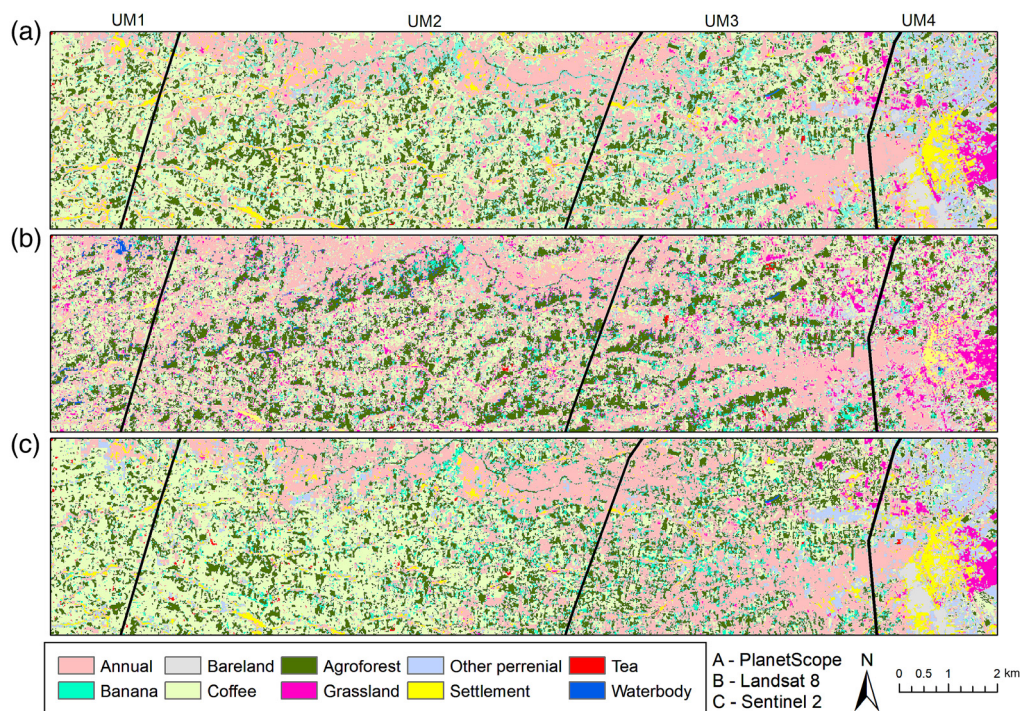 UM1 UM2 UM3 UM4
(a)
(b)
(c)
Annual Bareland Agroforest Other perrenial Tea
Banana Coffee Grassland Settlement Waterbody
A - PlanetScope
B - Landsat 8
C - Sentinel 2
N
0 0.5 1 2 km